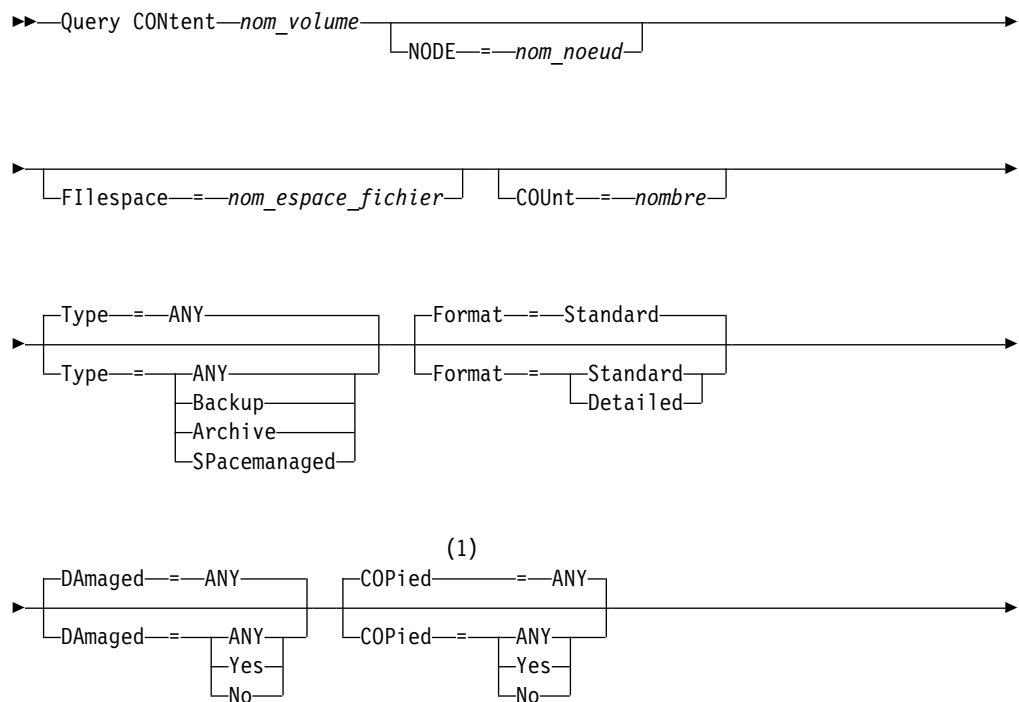 Query CONtent nom_volume
NODE = nom_noeud
FIlespace = nom_espace_fichier COUnt = nombre
Type = ANY Format = Standard
Type = ANY Format = Standard
Backup Detailed
Archive
SPacemanaged
(1)
DAmaged = ANY COPied = ANY
DAmaged = ANY COPied = ANY
Yes Yes
No No